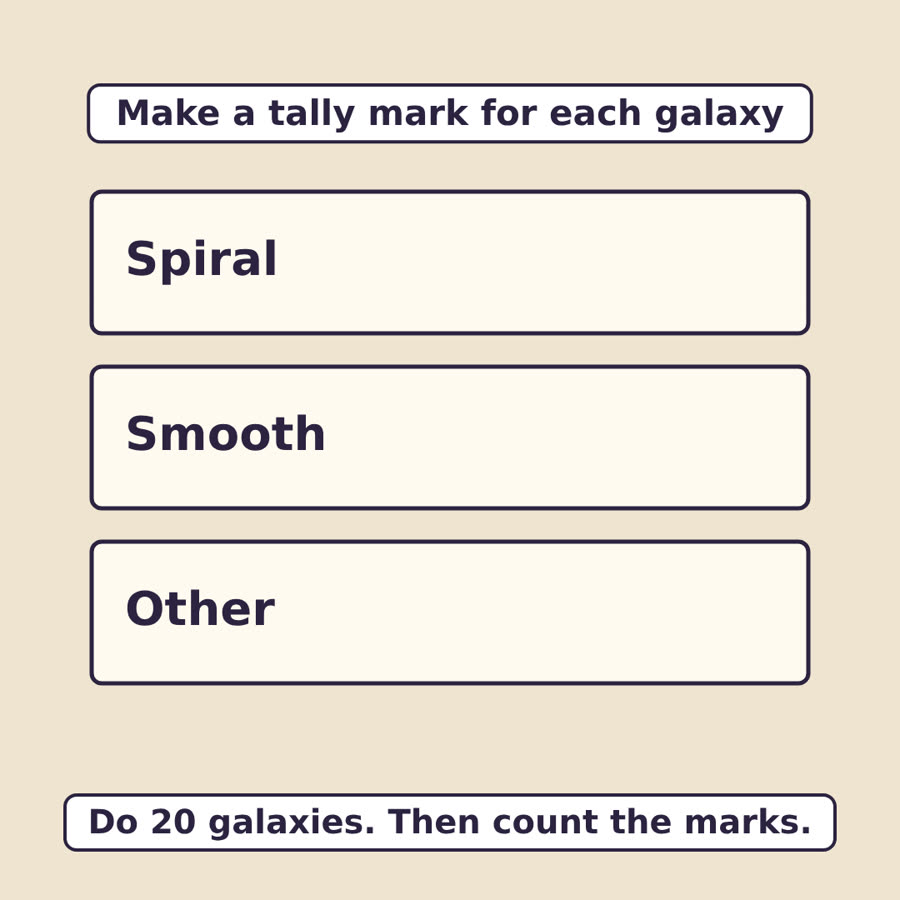 Make a tally mark for each galaxy
Spiral
Smooth
Other
Do 20 galaxies. Then count the marks.